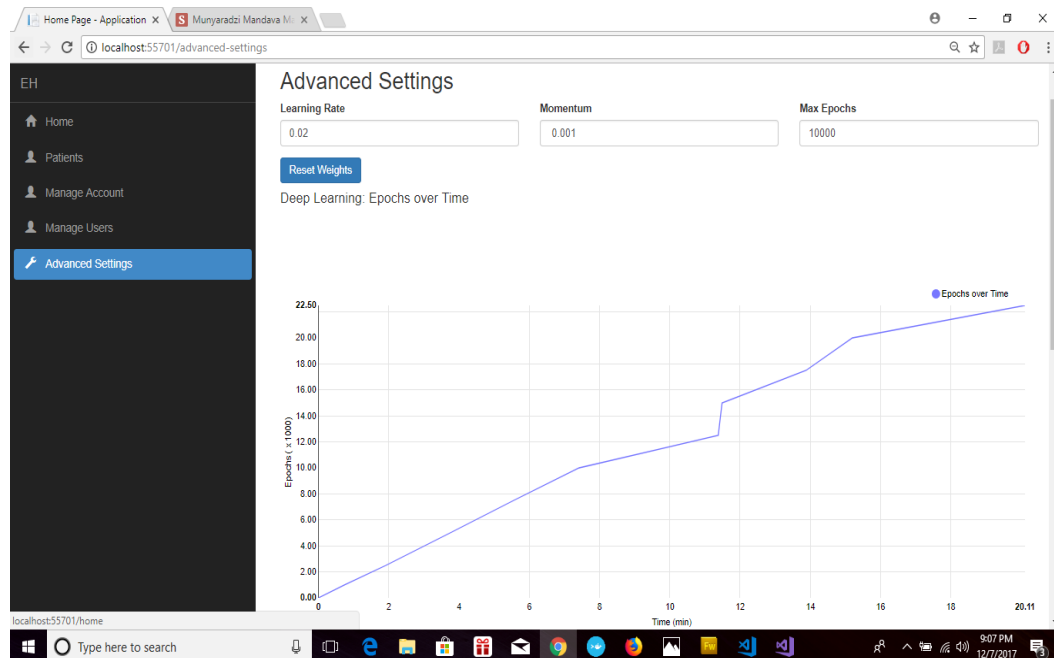 Home Page - Application
S Munyaradzi Mandava Ma
localhost:55701/advanced-settings
EH
Home
Patients
Manage Account
Manage Users
Advanced Settings
Advanced Settings
Learning Rate Momentum Max Epochs
0.02 0.001 10000
Reset Weights
Deep Learning: Epochs over Time
Epochs over Time
22.50
20.00
18.00
16.00
14.00
12.00
10.00
8.00
6.00
4.00
2.00
0.00
Epochs ( x 1000)
0 2 4 6 8 10 12 14 16 18 20.11
Time (min)
localhost:55701/home
Type here to search
Fw
9:07 PM
12/7/2017
3